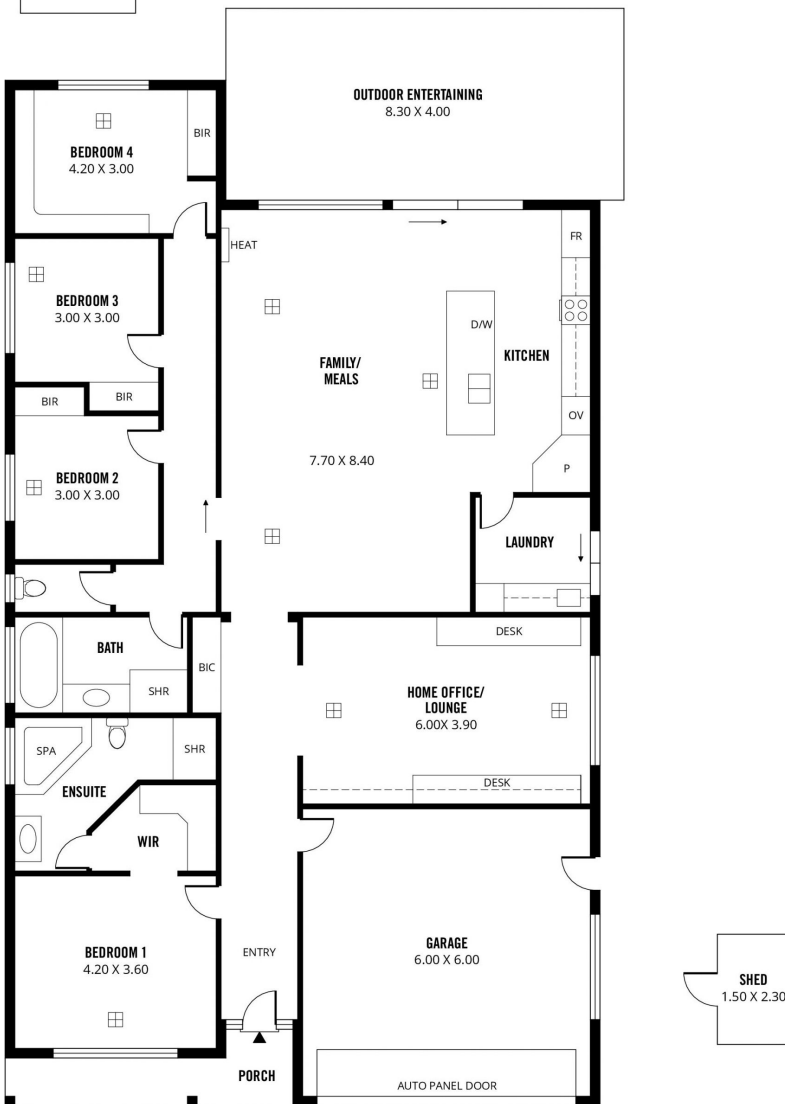 OUTDOOR ENTERTAINING
8.30 X 4.00
BIR
BEDROOM 4
4.20 X 3.00
HEAT
FR
BEDROOM 3
3.00 X 3.00
D/W
KITCHEN
FAMILY/
MEALS
BIR
BIR
OV
7.70 X 8.40
P
BEDROOM 2
3.00 X 3.00
LAUNDRY
DESK
BATH
BIC
SHR
HOME OFFICE/
LOUNGE
6.00X 3.90
SPA
SHR
DESK
ENSUITE
WIR
BEDROOM 1
4.20 X 3.60
ENTRY
GARAGE
6.00 X 6.00
SHED
1.50 X 2.30
PORCH
AUTO PANEL DOOR